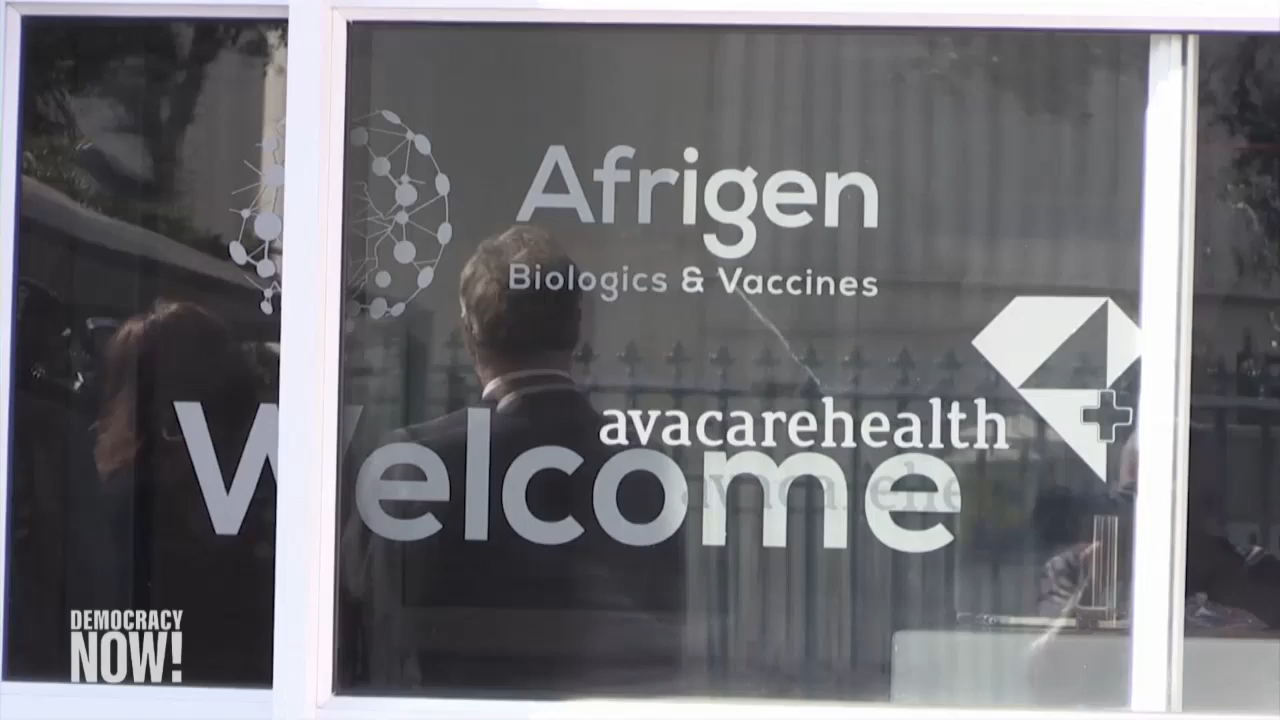 Afrigen
Biologics & Vaccines
avacarehealth
Welcome
DEMOCRACY
NOW!